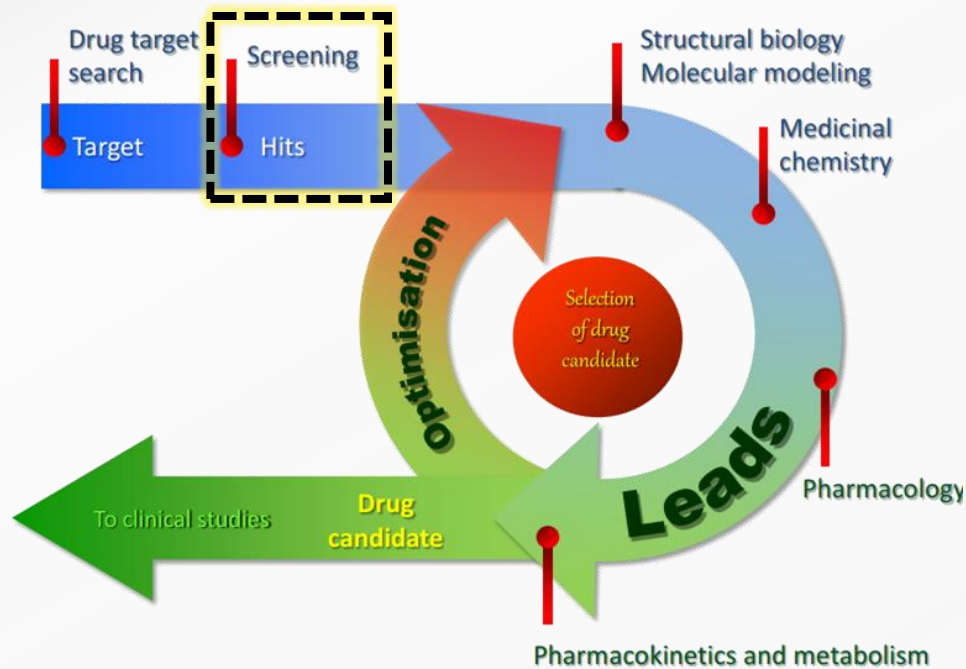 Drug target
search
Screening
Structural biology
Molecular modeling
Target
Hits
Medicinal
chemistry
optimisation
Selection
of drug
candidate
Leads
Pharmacology
To clinical studies
Drug
candidate
Pharmacokinetics and metabolism